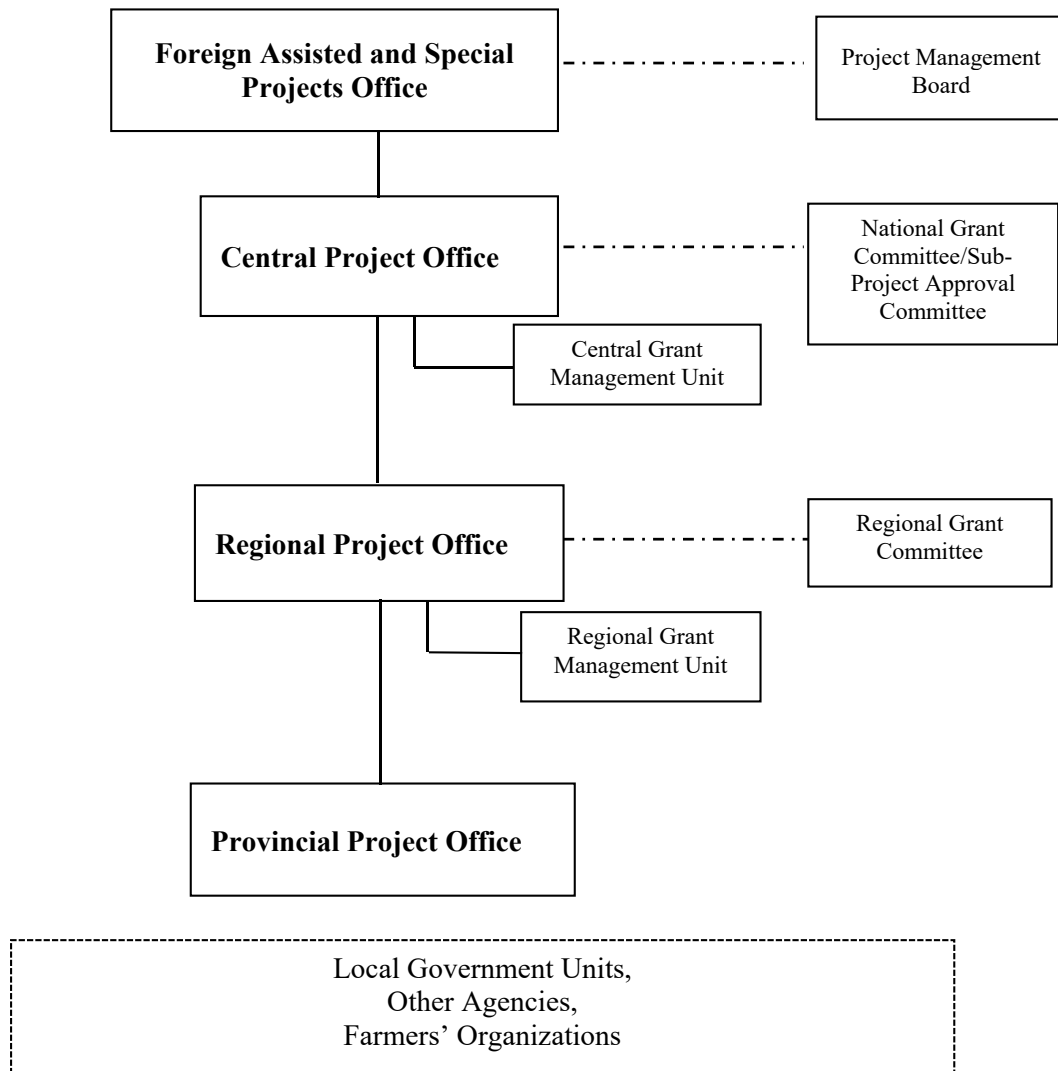 Foreign Assisted and Special
Projects Office
Project Management
Board
Central Project Office
National Grant
Committee/Sub-
Project Approval
Committee
Central Grant
Management Unit
Regional Project Office
Regional Grant
Committee
Regional Grant
Management Unit
Provincial Project Office
Local Government Units,
Other Agencies,
Farmers’ Organizations